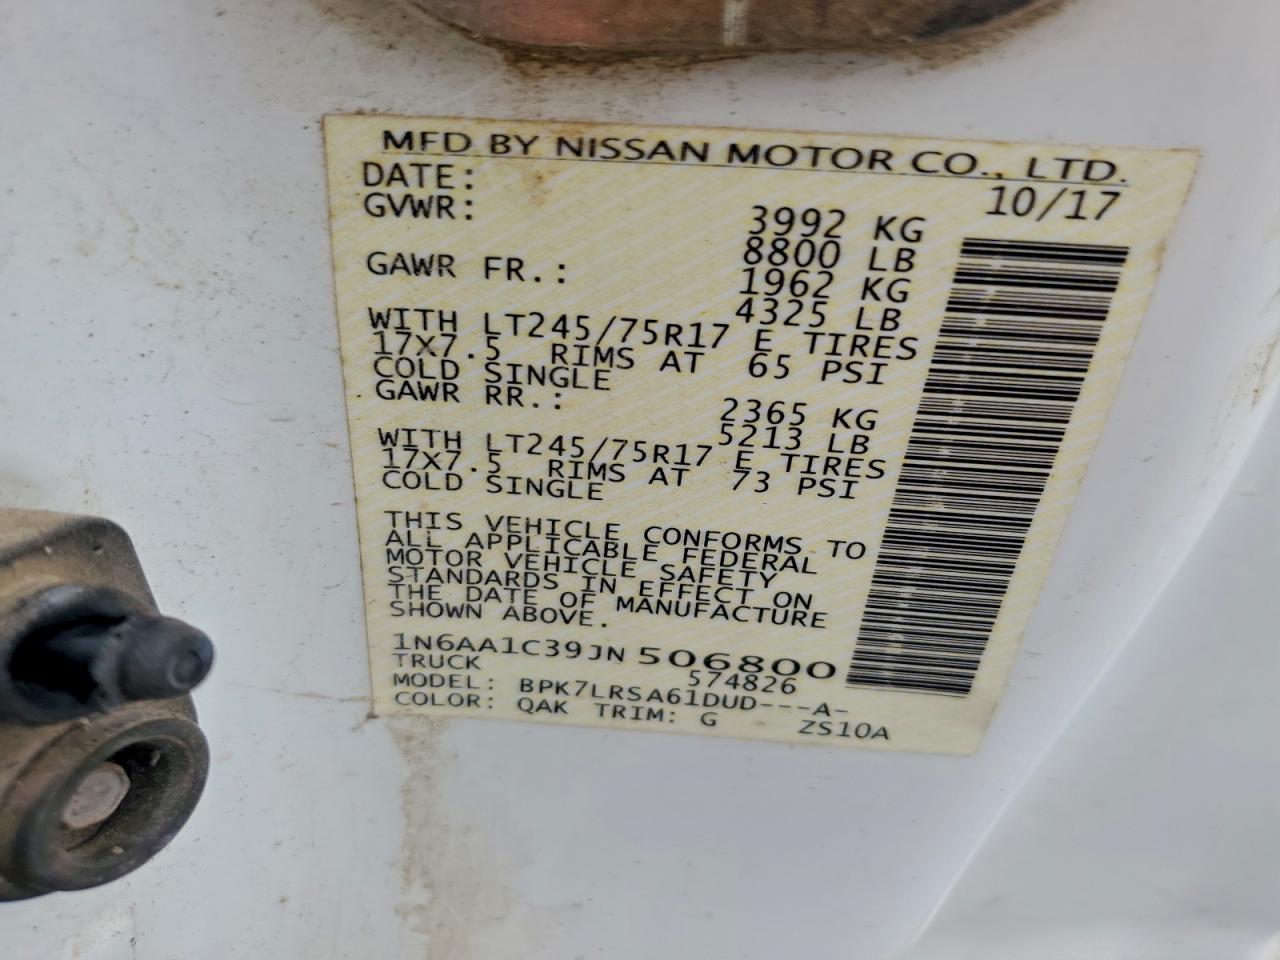 MFD BY NISSAN MOTOR CO., LTD.
DATE: 10/17
GVWR: 3992 KG
8800 LB
GAWR FR.: 1962 KG
4325 LB
WITH LT245/75R17 E TIRES
17X7.5 RIMS AT 65 PSI
COLD SINGLE
GAWR RR.: 2365 KG
5213 LB
WITH LT245/75R17 E TIRES
17X7.5 RIMS AT 73 PSI
COLD SINGLE
THIS VEHICLE CONFORMS TO
ALL APPLICABLE FEDERAL
MOTOR VEHICLE SAFETY
STANDARDS IN EFFECT ON
THE DATE OF MANUFACTURE
SHOWN ABOVE.
1N6AA1C39JN506800
TRUCK 574826
MODEL: BPK7LRSA61DUD---A-
COLOR: QAK TRIM: G ZS10A